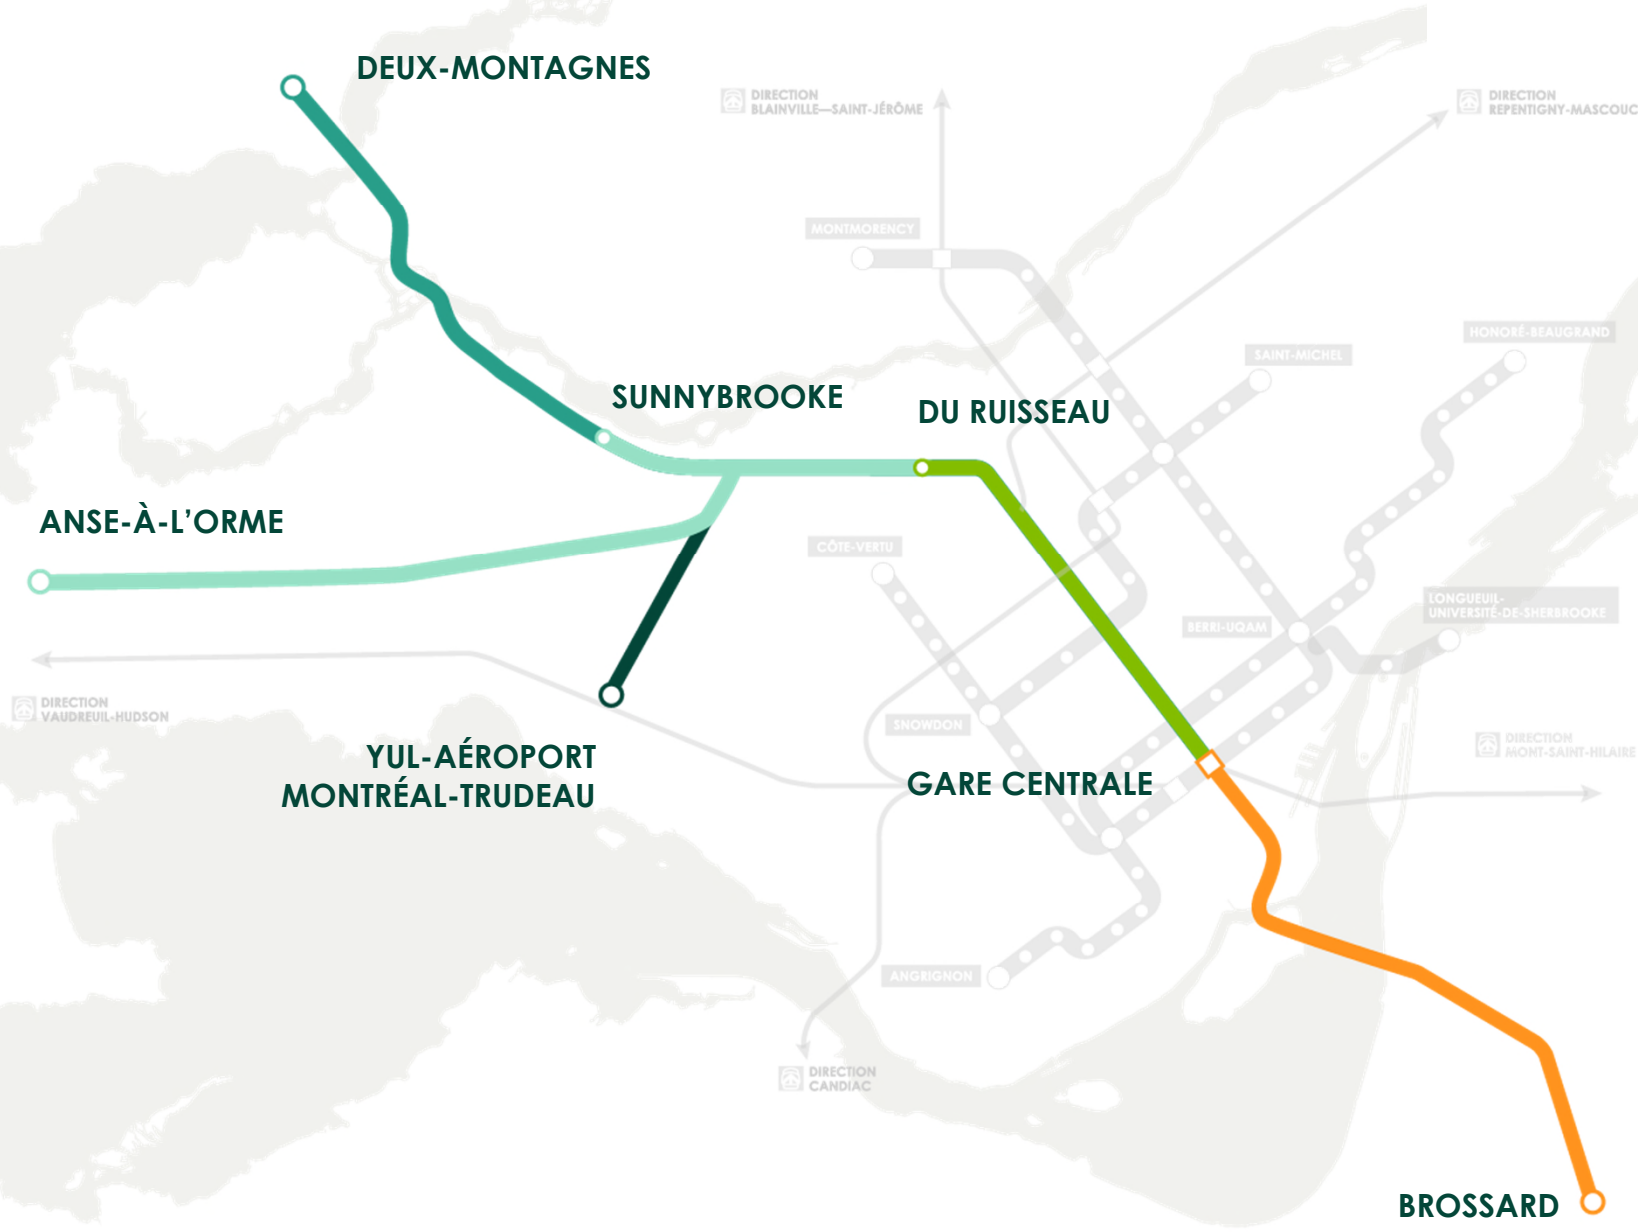 DEUX-MONTAGNES
DIRECTION
BLAINVILLE—SAINT-JÉRÔME
DIRECTION
REPENTIGNY-MASCOUC
MONTMORENCY
HONORÉ-BEAUGRAND
SAINT-MICHEL
SUNNYBROOKE
DU RUISSEAU
ANSE-À-L’ORME
CÔTE-VERTU
LONGUEUIL-
UNIVERSITÉ-DE-SHERBROOKE
BERRI-UQAM
DIRECTION
VAUDREUIL-HUDSON
SNOWDON
DIRECTION
MONT-SAINT-HILAIRE
YUL-AÉROPORT
MONTRÉAL-TRUDEAU
GARE CENTRALE
ANGRIGNON
DIRECTION
CANDIAC
BROSSARD